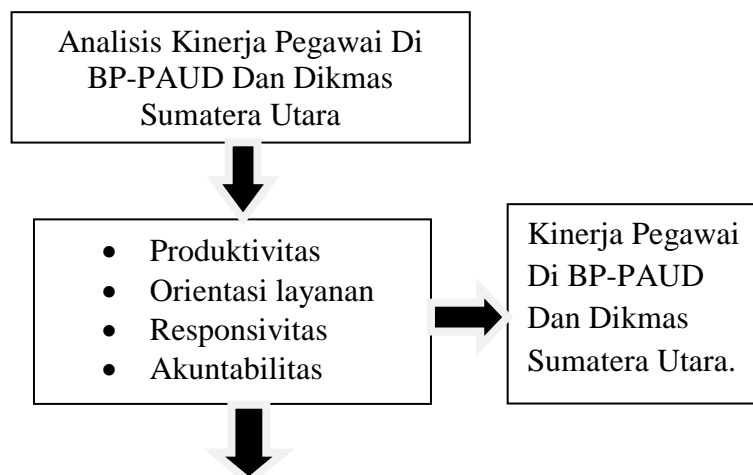 Analisis Kinerja Pegawai Di
BP-PAUD Dan Dikmas
Sumatera Utara
• Produktivitas
• Orientasi layanan
• Responsivitas
• Akuntabilitas
Kinerja Pegawai
Di BP-PAUD
Dan Dikmas
Sumatera Utara.